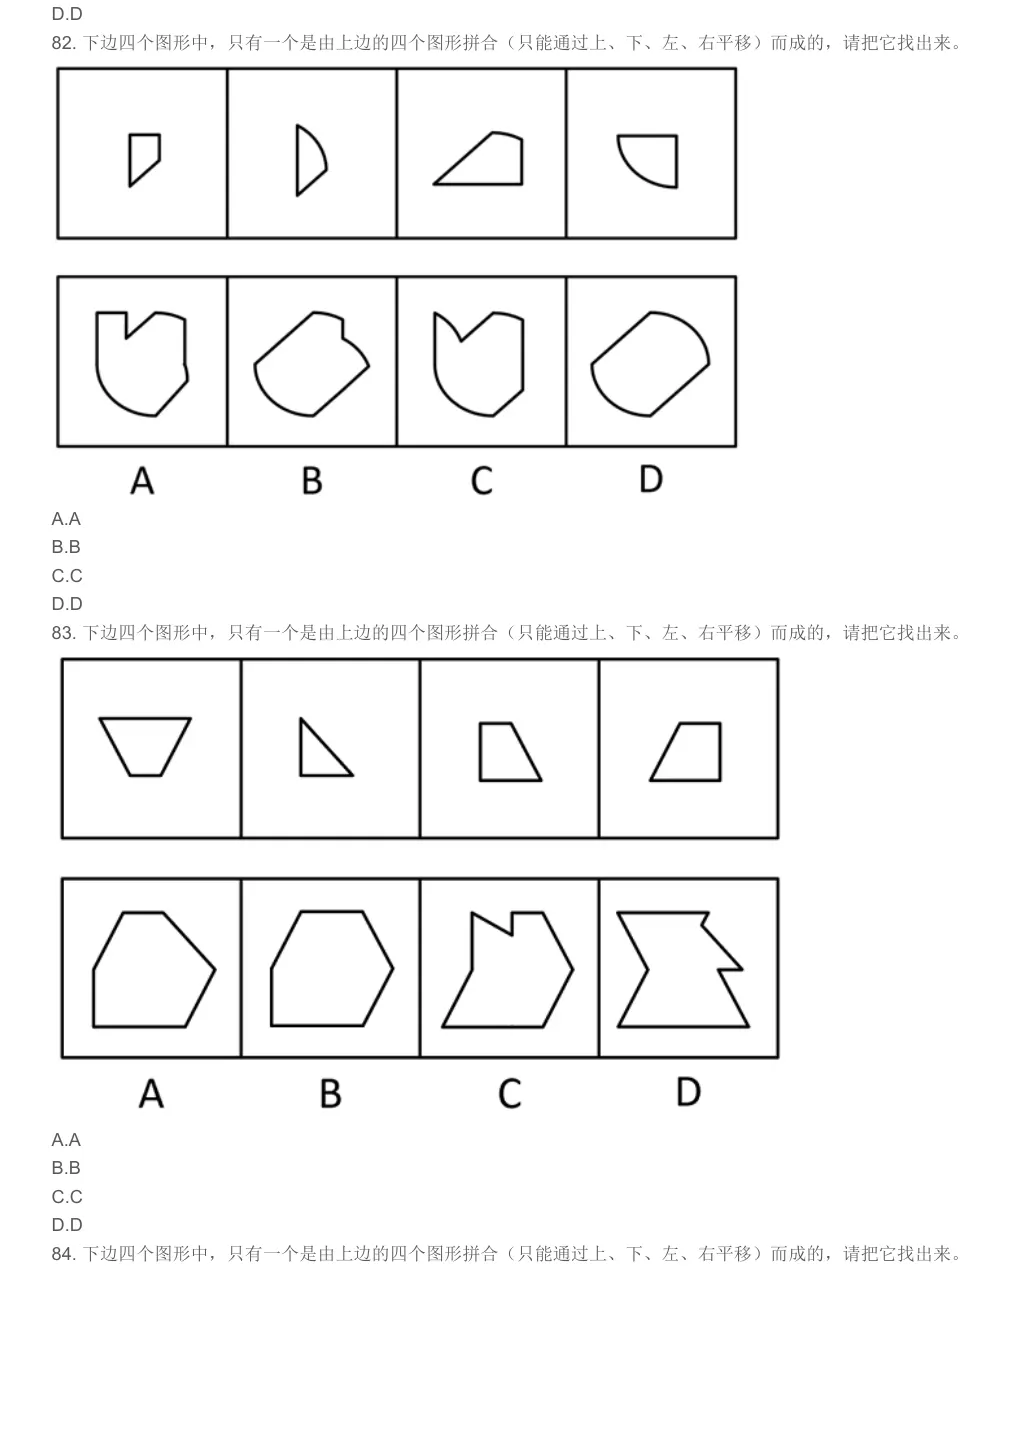 D.D
82. 下边四个图形中，只有一个是由上边的四个图形拼合（只能通过上、下、左、右平移）而成的，请把它找出来。
A B C D
A.A
B.B
C.C
D.D
83. 下边四个图形中，只有一个是由上边的四个图形拼合（只能通过上、下、左、右平移）而成的，请把它找出来。
A B C D
A.A
B.B
C.C
D.D
84. 下边四个图形中，只有一个是由上边的四个图形拼合（只能通过上、下、左、右平移）而成的，请把它找出来。